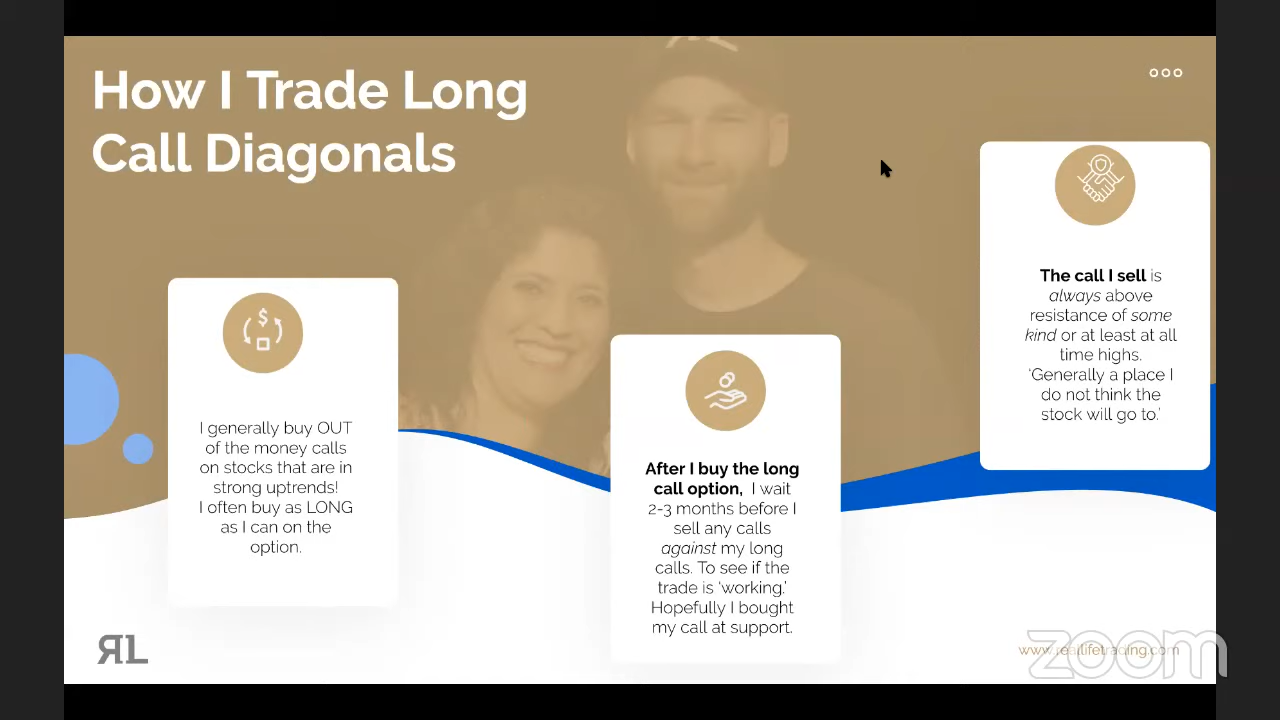 How I Trade Long
Call Diagonals
I generally buy OUT
of the money calls
on stocks that are in
strong uptrends!
I often buy as LONG
as I can on the
option.
After I buy the long
call option, I wait
2-3 months before I
sell any calls
against my long
calls. To see if the
trade is ‘working.’
Hopefully I bought
my call at support.
The call I sell is
always above
resistance of some
kind or at least at all
time highs.
‘Generally a place I
do not think the
stock will go to.’
RL
www.reallifetrading.com
zoom